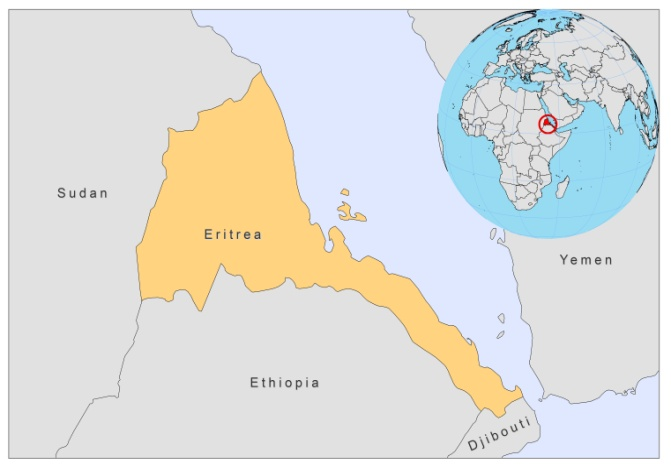 Sudan
Eritrea
Yemen
Ethiopia
Djibouti